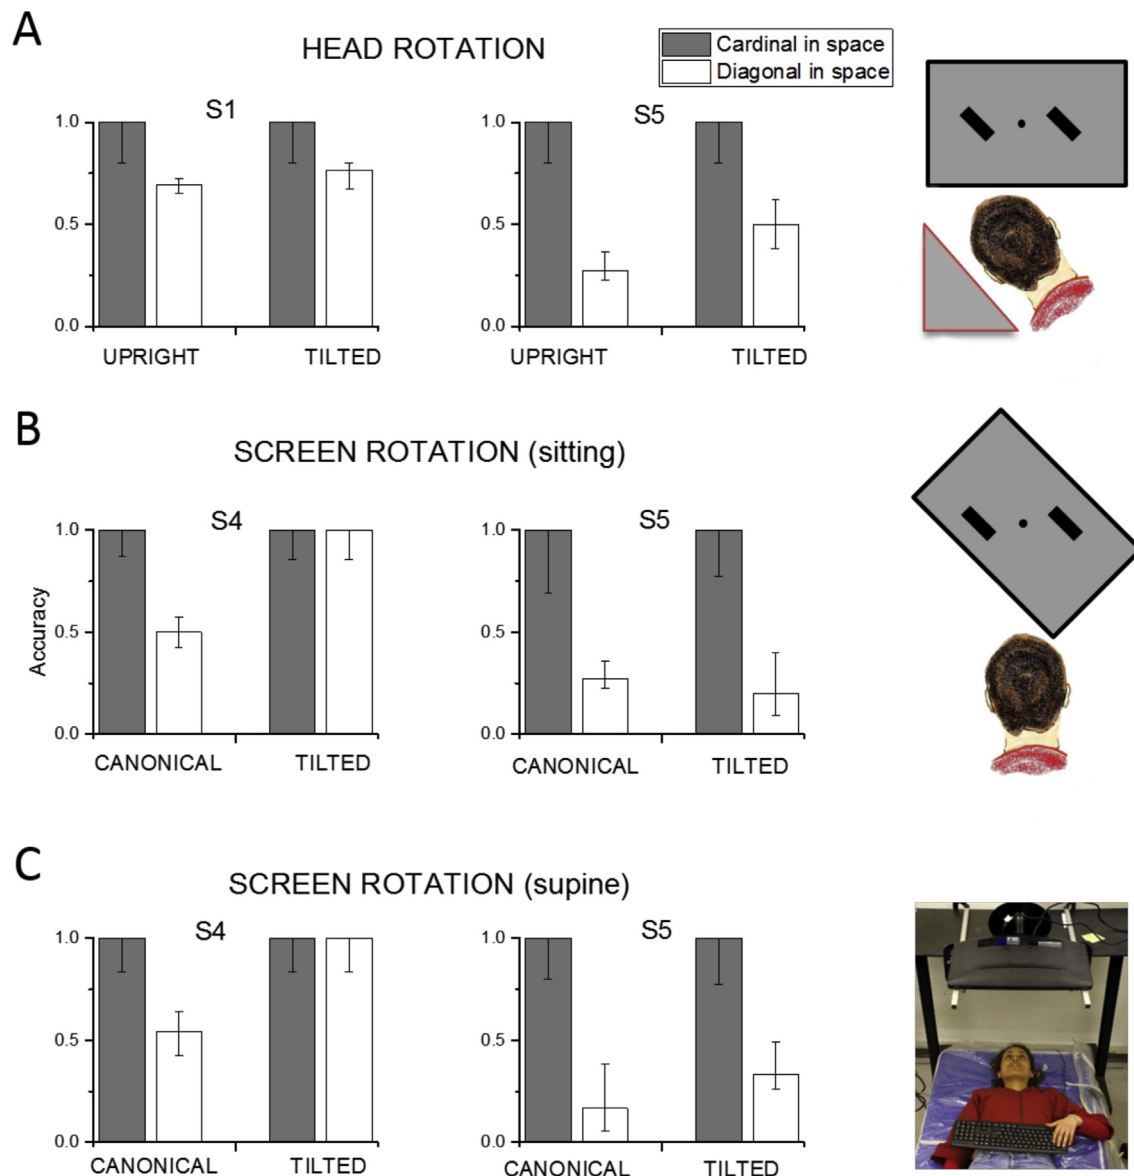 A
HEAD ROTATION
Cardinal in space
Diagonal in space
S1
S5
1.0
0.5
0.0
UPRIGHT
TILTED
1.0
0.5
0.0
UPRIGHT
TILTED
B
SCREEN ROTATION (sitting)
S4
S5
Accuracy
1.0
0.5
0.0
CANONICAL
TILTED
1.0
0.5
0.0
CANONICAL
TILTED
C
SCREEN ROTATION (supine)
S4
S5
1.0
0.5
0.0
CANONICAL
TILTED
1.0
0.5
0.0
CANONICAL
TILTED